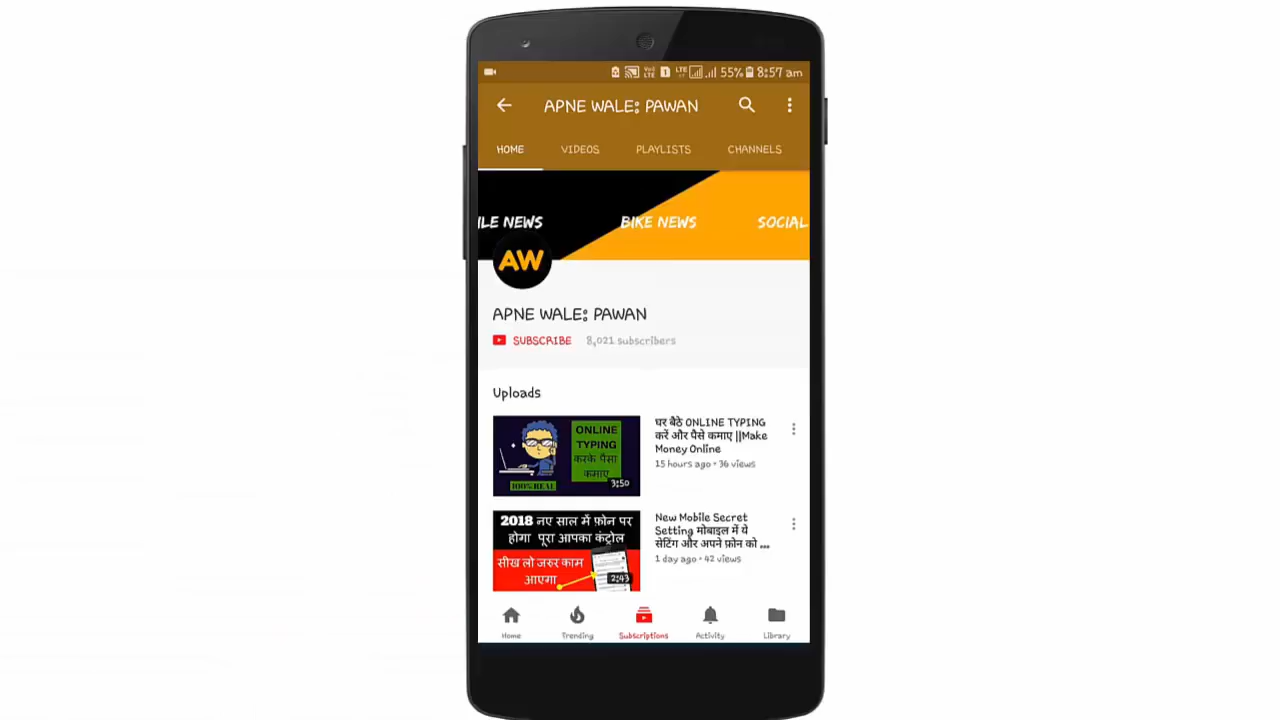 VoLTE LTE 55% 8:57 am
APNE WALE: PAWAN
HOME VIDEOS PLAYLISTS CHANNELS
ILE NEWS BIKE NEWS SOCIAL
AW
APNE WALE: PAWAN
SUBSCRIBE 8,021 subscribers
Uploads
ONLINE
TYPING
करके पैसा
कमाए
100% REAL
3:50
घर बैठे ONLINE TYPING
करें और पैसे कमाए ||Make
Money Online
15 hours ago • 36 views
2018 नए साल में फ़ोन पर
होगा पूरा आपका कंट्रोल
सीख लो जरुर काम
आएगा
2:43
New Mobile Secret
Setting मोबाइल में ये
सेटिंग और अपने फ़ोन को ...
1 day ago • 42 views
Home Trending Subscriptions Activity Library